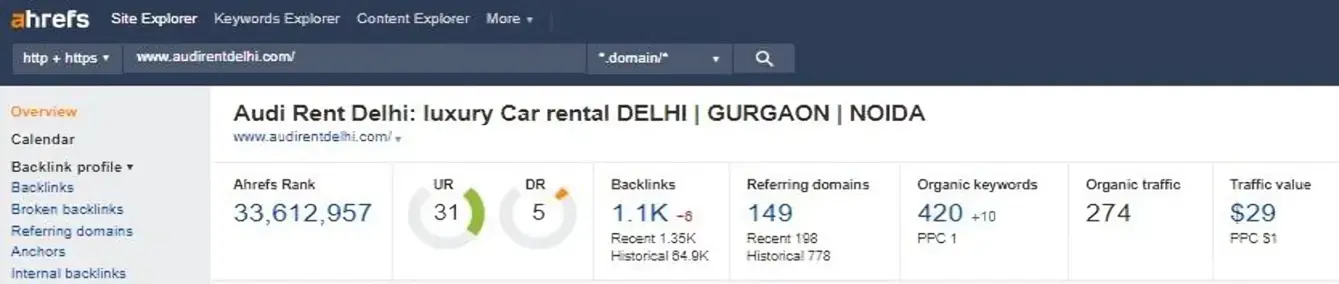 ahrefs Site Explorer Keywords Explorer Content Explorer More
http + https www.audirentdelhi.com/ *.domain/*
Overview
Calendar
Backlink profile
Backlinks
Broken backlinks
Referring domains
Anchors
Internal backlinks
Audi Rent Delhi: luxury Car rental DELHI | GURGAON | NOIDA
www.audirentdelhi.com/
Ahrefs Rank
33,612,957
UR
31
DR
5
Backlinks
1.1K -6
Recent 1.35K
Historical 64.9K
Referring domains
149
Recent 198
Historical 778
Organic keywords
420 +10
PPC 1
Organic traffic
274
Traffic value
$29
PPC $1